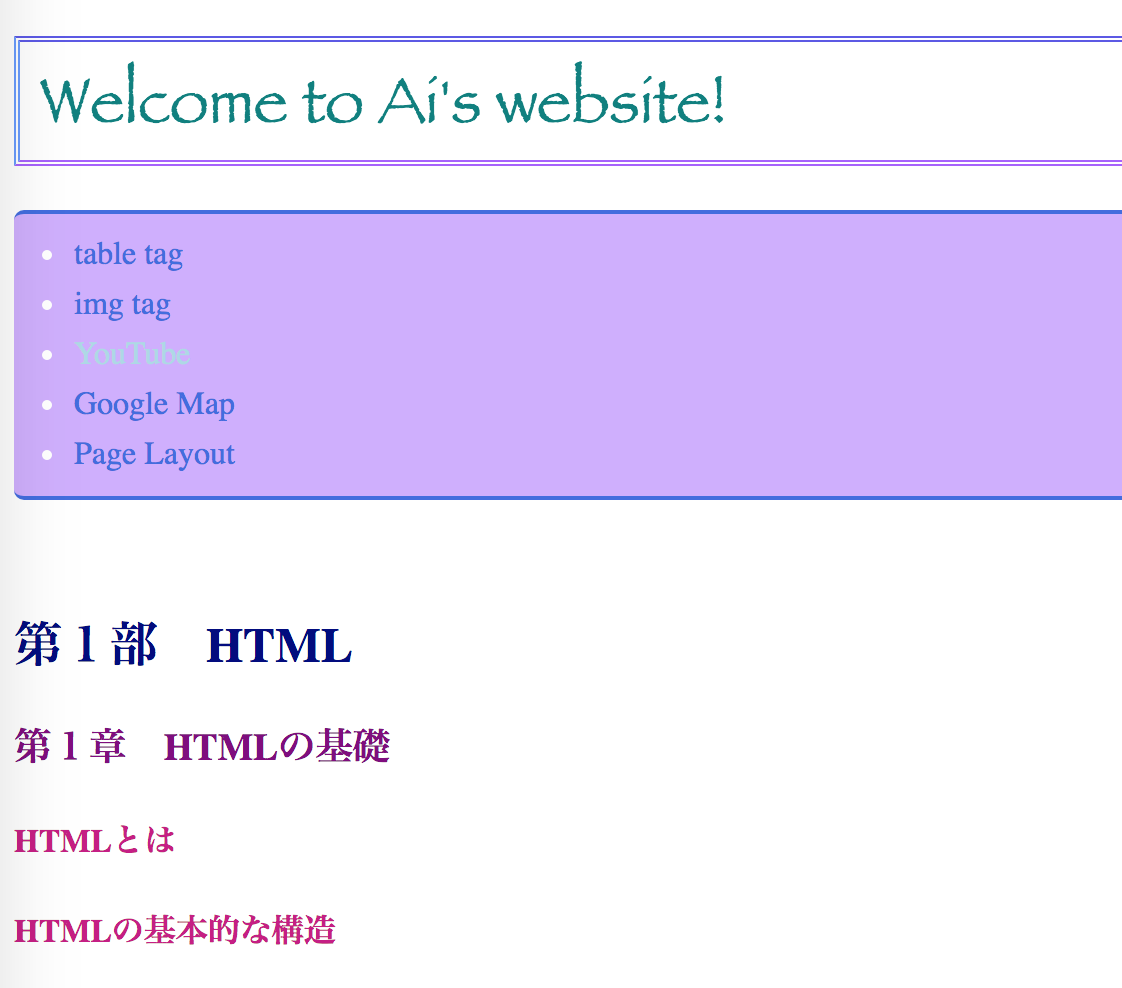 Welcome to Ai's website!
table tag
img tag
YouTube
Google Map
Page Layout
第１部　HTML
第１章　HTMLの基礎
HTMLとは
HTMLの基本的な構造